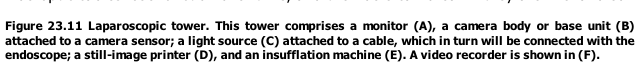 Figure 23.11 Laparoscopic tower. This tower comprises a monitor (A), a camera body or base unit (B)
attached to a camera sensor; a light source (C) attached to a cable, which in turn will be connected with the
endoscope; a still-image printer (D), and an insufflation machine (E). A video recorder is shown in (F).